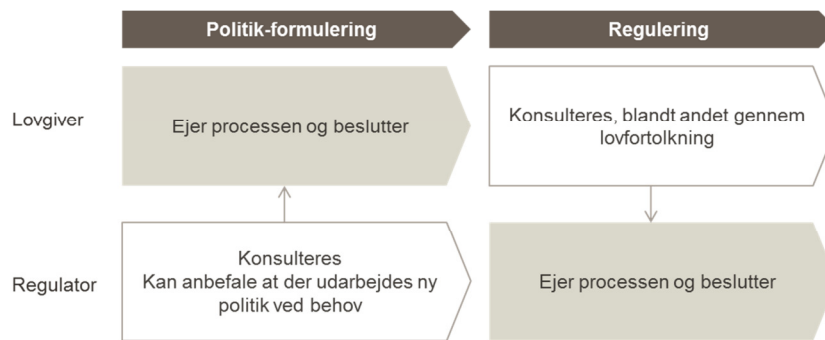 Politik-formulering
Regulering
Lovgiver
Ejer processen og beslutter
Konsulteres, blandt andet gennem
lovfortolkning
Regulator
Konsulteres
Kan anbefale at der udarbejdes ny
politik ved behov
Ejer processen og beslutter